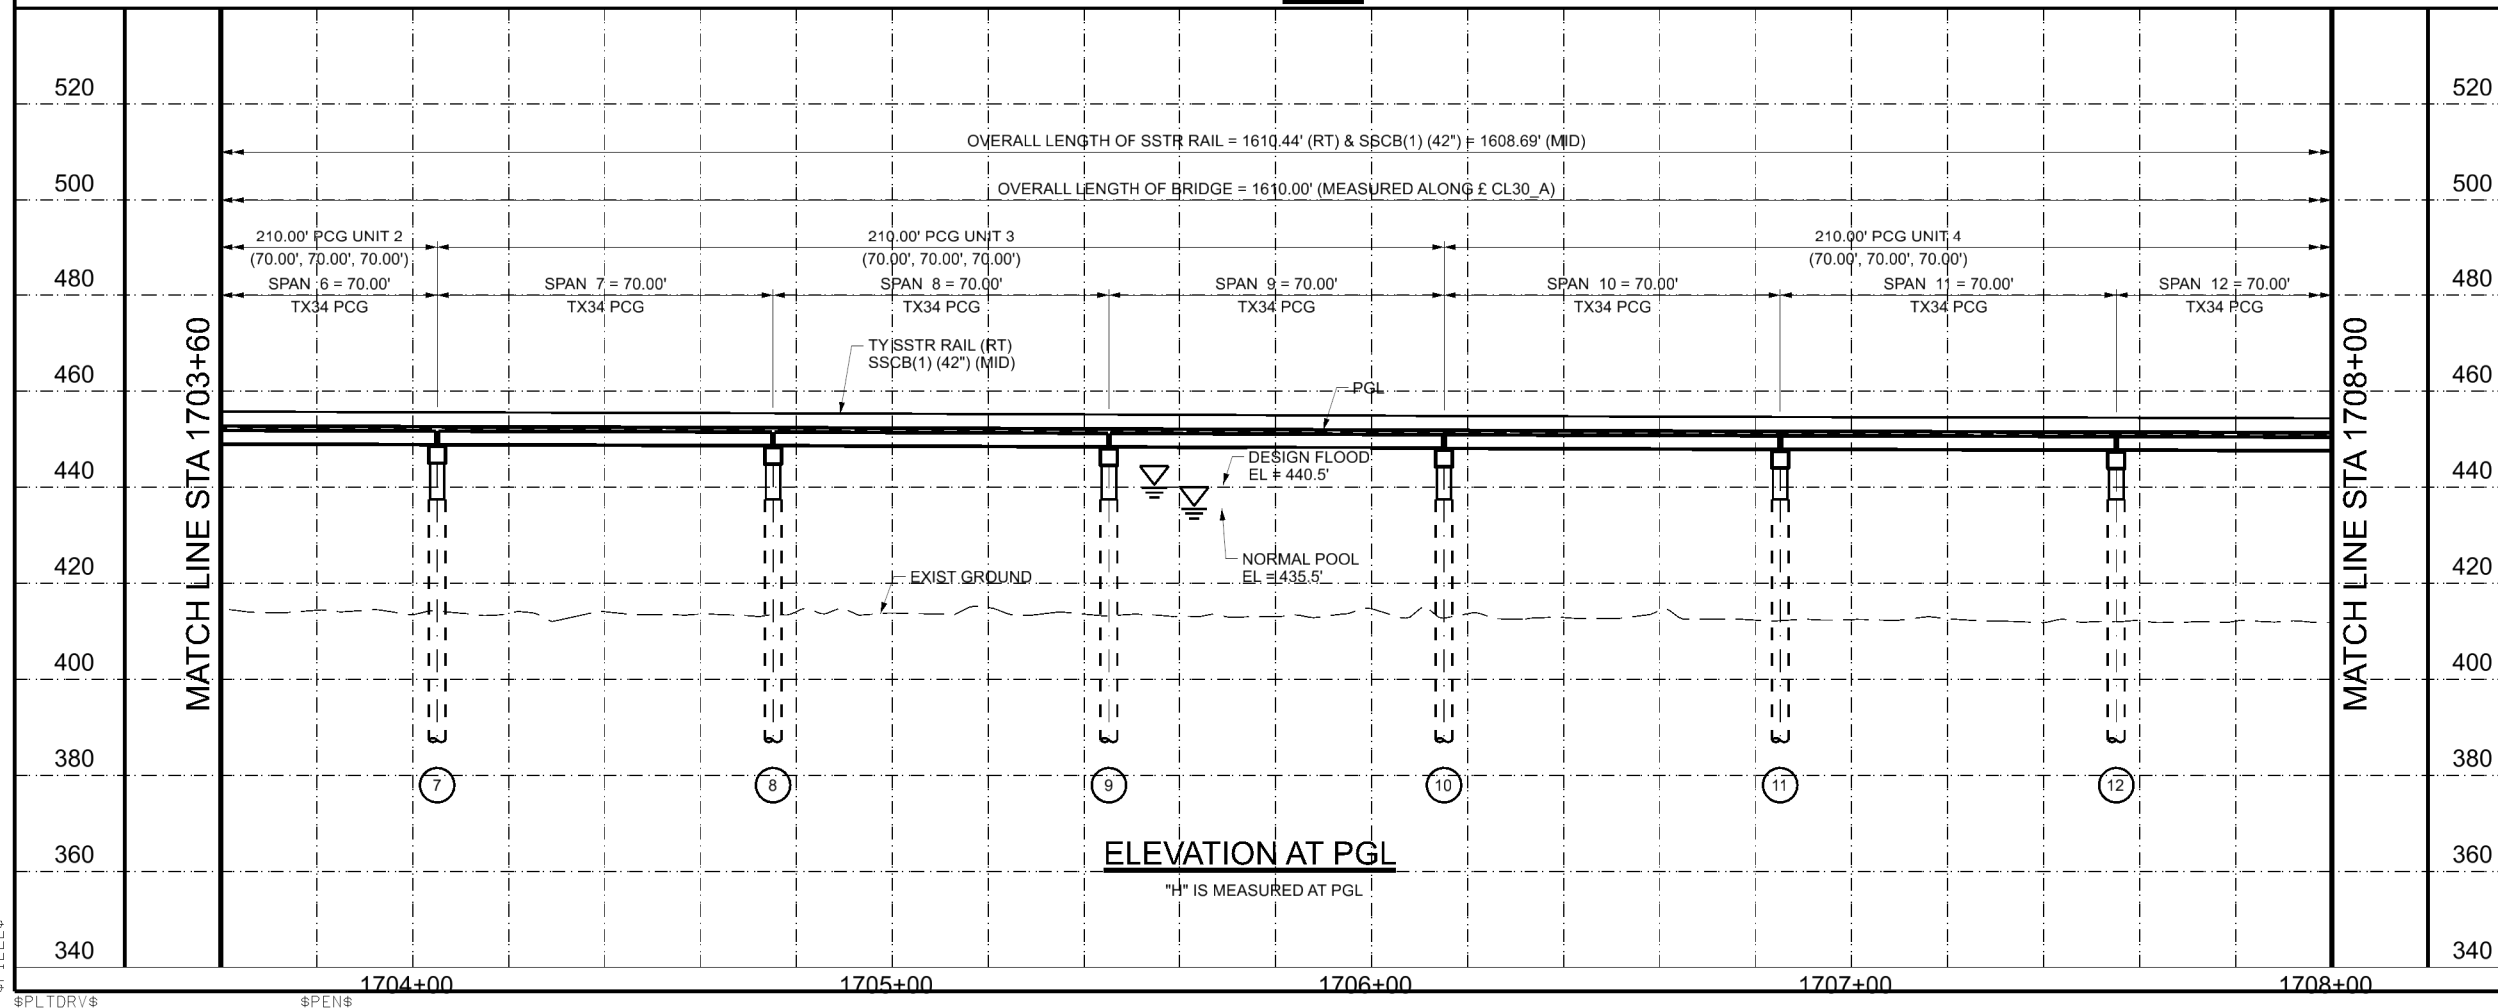 520
520
OVERALL LENGTH OF SSTR RAIL = 1610.44' (RT) & SSCB(1) (42") = 1608.69' (MID)
500
500
OVERALL LENGTH OF BRIDGE = 1610.00' (MEASURED ALONG £ CL30_A)
210.00' PCG UNIT 2
(70.00', 70.00', 70.00')
210.00' PCG UNIT 3
(70.00', 70.00', 70.00')
210.00' PCG UNIT 4
(70.00', 70.00', 70.00')
480
480
SPAN 6 = 70.00'
TX34 PCG
SPAN 7 = 70.00'
TX34 PCG
SPAN 8 = 70.00'
TX34 PCG
SPAN 9 = 70.00'
TX34 PCG
SPAN 10 = 70.00'
TX34 PCG
SPAN 11 = 70.00'
TX34 PCG
SPAN 12 = 70.00'
TX34 PCG
MATCH LINE STA 1703+60
MATCH LINE STA 1708+00
TY SSTR RAIL (RT)
SSCB(1) (42") (MID)
460
460
PGL
440
440
DESIGN FLOOD
EL = 440.5'
NORMAL POOL
EL = 435.5'
420
420
EXIST GROUND
400
400
380
380
7
8
9
10
11
12
360
360
ELEVATION AT PGL
"H" IS MEASURED AT PGL
340
340
1704+00
1705+00
1706+00
1707+00
1708+00
$PLTDRV$
$PEN$